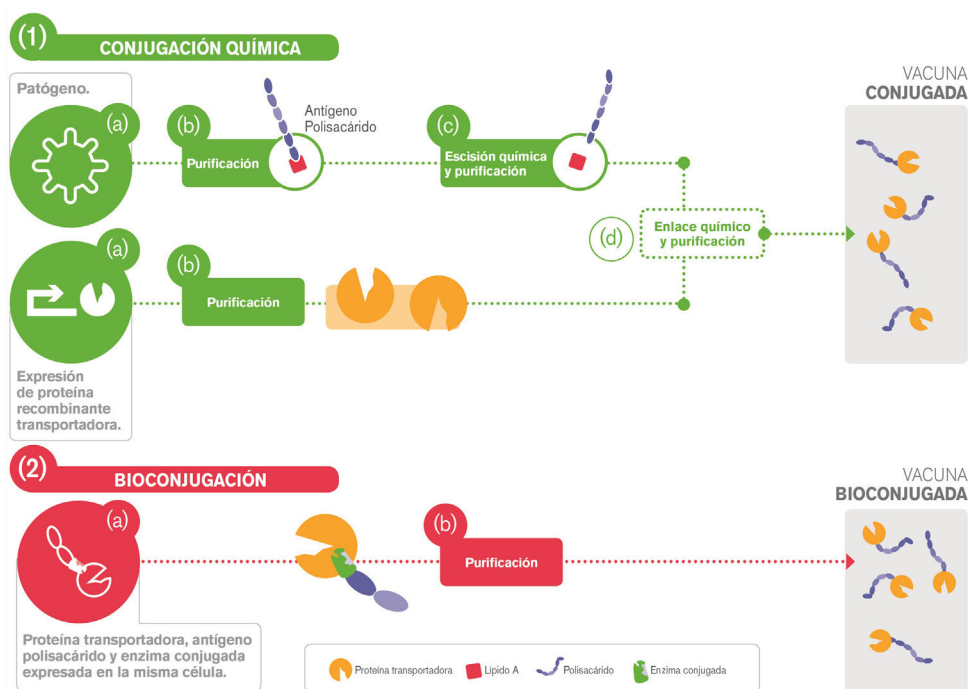 (1)
CONJUGACIÓN QUÍMICA
VACUNA
CONJUGADA
Patógeno.
(a)
(b)
Purificación
Antígeno
Polisacárido
(c)
Escisión química
y purificación
(d)
Enlace químico
y purificación
(a)
(b)
Purificación
Expresión
de proteína
recombinante
transportadora.
(2)
BIOCONJUGACIÓN
VACUNA
BIOCONJUGADA
(a)
(b)
Purificación
Proteína transportadora, antígeno
polisacárido y enzima conjugada
expresada en la misma célula.
Proteína transportadora
Lípido A
Polisacárido
Enzima conjugada